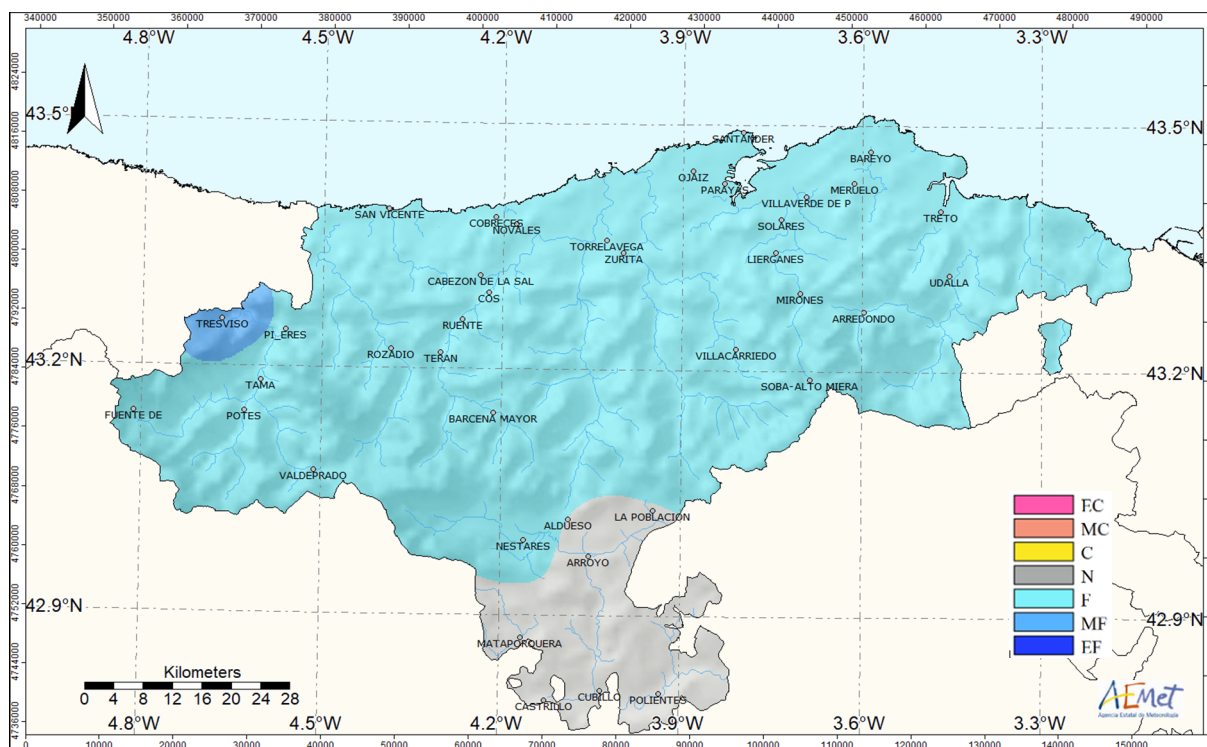 340000 350000 360000 370000 380000 390000 400000 410000 420000 430000 440000 450000 460000 470000 480000 490000
4.8°W 4.5°W 4.2°W 3.9°W 3.6°W 3.3°W
4824000
43.5°N 43.5°N
4816000
SANTANDER
BAREYO
OJAIZ
PARAYAS
MERUELO
4808000
VILLAVERDE DE P
SAN VICENTE
COBRECES
TRETO
NOVALES
SOLARES
4800000
TORRELAVEGA
ZURITA
LIERGANES
CABEZON DE LA SAL
UDALLA
COS
MIRONES
4792000
ARREDONDO
TRESVISO
RUENTE
PI_ERES
ROZADIO
TERAN
VILLACARRIEDO
43.2°N 43.2°N
4784000
TAMA
SOBA-ALTO MIERA
FUENTE DE
POTES
BARCENA MAYOR
4776000
VALDEPRADO
4768000
LA POBLACION
ALDUESO
NESTARES
4760000
ARROYO
EC
MC
C
N
F
MF
EF
4752000
42.9°N 42.9°N
MATAPORQUERA
4744000
Kilometers
0 4 8 12 16 20 24 28
CUBILLO
POLIENTES
CASTRILLO
AEMet
Agencia Estatal de Meteorología
4736000
4.8°W 4.5°W 4.2°W 3.9°W 3.6°W 3.3°W
0 10000 20000 30000 40000 50000 60000 70000 80000 90000 100000 110000 120000 130000 140000 150000